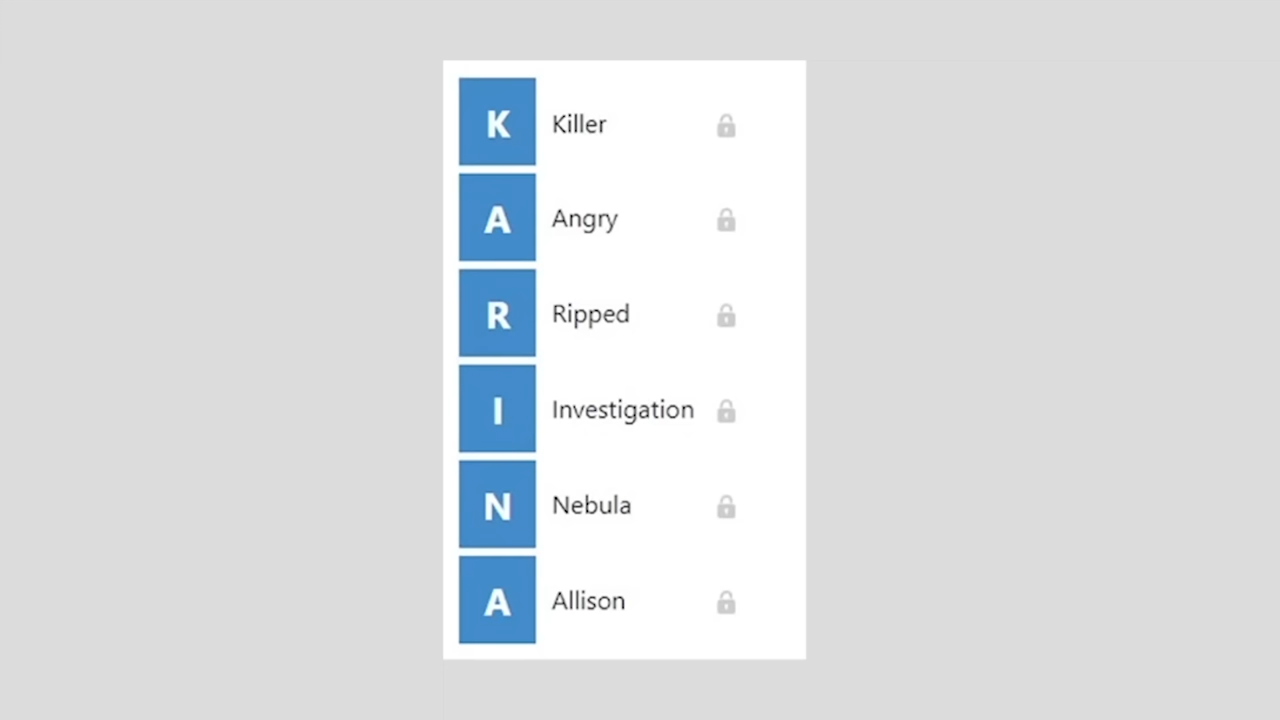 K Killer
A Angry
R Ripped
I Investigation
N Nebula
A Allison